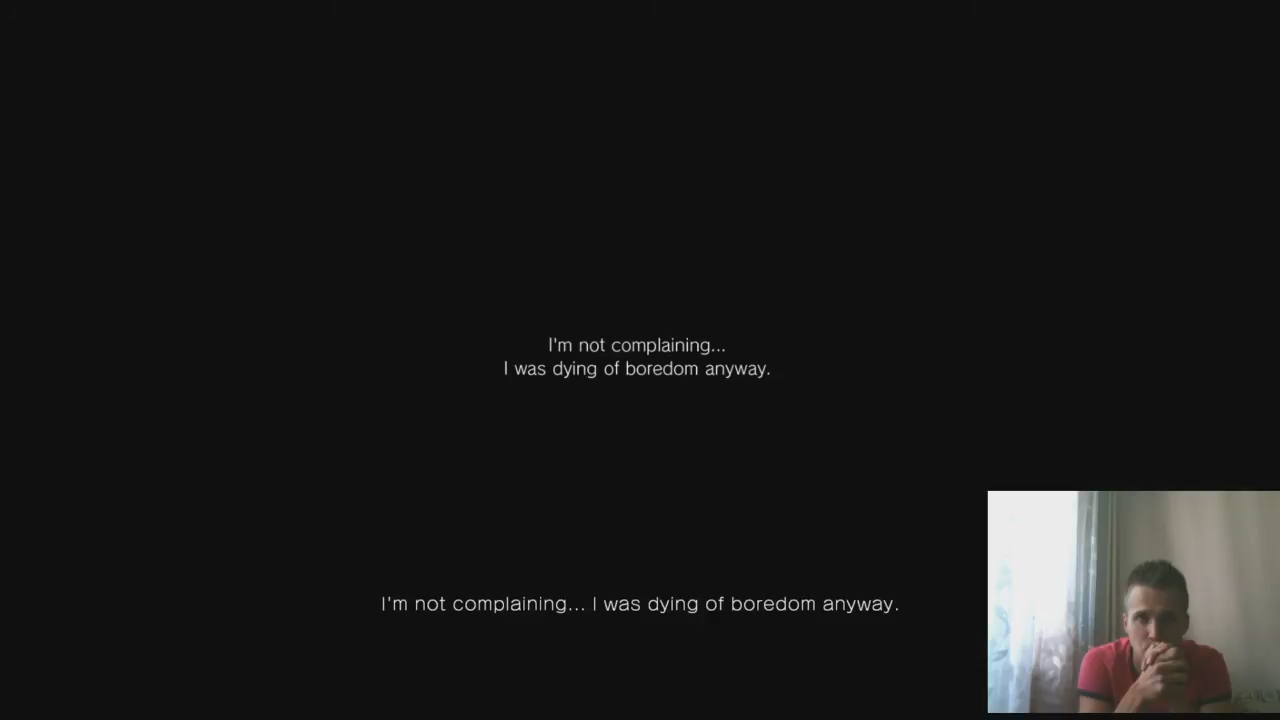 I'm not complaining...
I was dying of boredom anyway.
I'm not complaining... I was dying of boredom anyway.